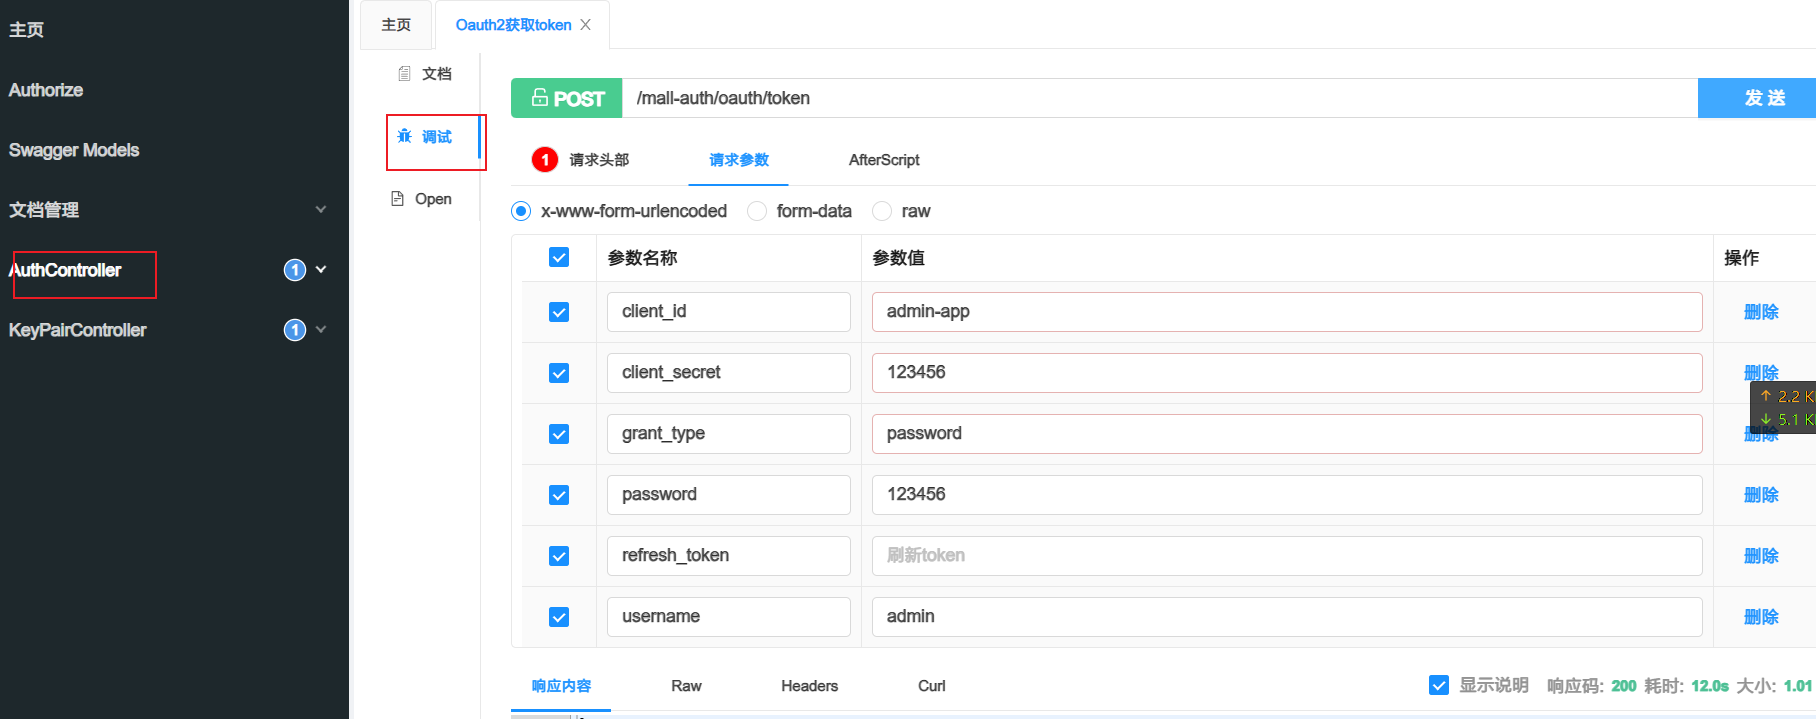 主页
Authorize
Swagger Models
文档管理
AuthController 1
KeyPairController 1
主页 Oauth2获取token
文档
调试
Open
POST /mall-auth/oauth/token 发 送
1 请求头部 请求参数 AfterScript
x-www-form-urlencoded form-data raw
参数名称 参数值 操作
client_id admin-app 删除
client_secret 123456 删除
grant_type password 删除
password 123456 删除
refresh_token 刷新token 删除
username admin 删除
↑ 2.2 K
↓ 5.1 K
响应内容 Raw Headers Curl 显示说明 响应码: 200 耗时: 12.0s 大小: 1.01